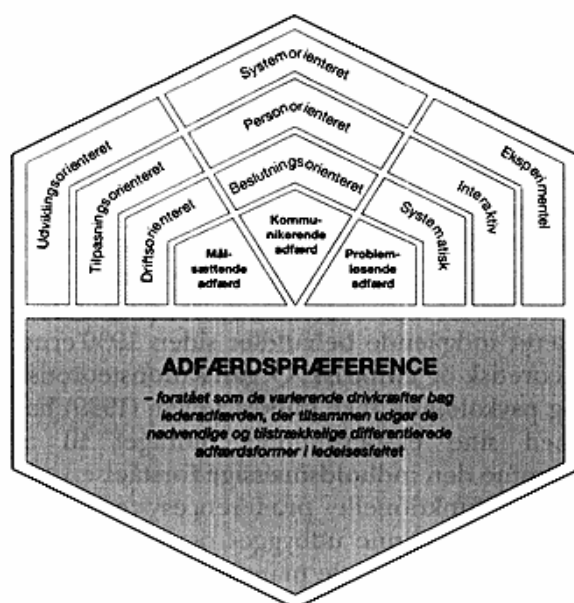 Systemorienteret
Personorienteret
Beslutningsorienteret
Kommu-
nikerende
adfærd
Udviklingsorienteret
Tilpasningsorienteret
Driftsorienteret
Mål-
sættende
adfærd
Eksperimentel
Interaktiv
Systematisk
Problem-
løsende
adfærd
ADFÆRDSPRÆFERENCE
– forstået som de varierende drivkræfter bag
lederadfærden, der tilsammen udgør de
nødvendige og tilstrækkelige differentierede
adfærdsformer i ledelsesfeltet